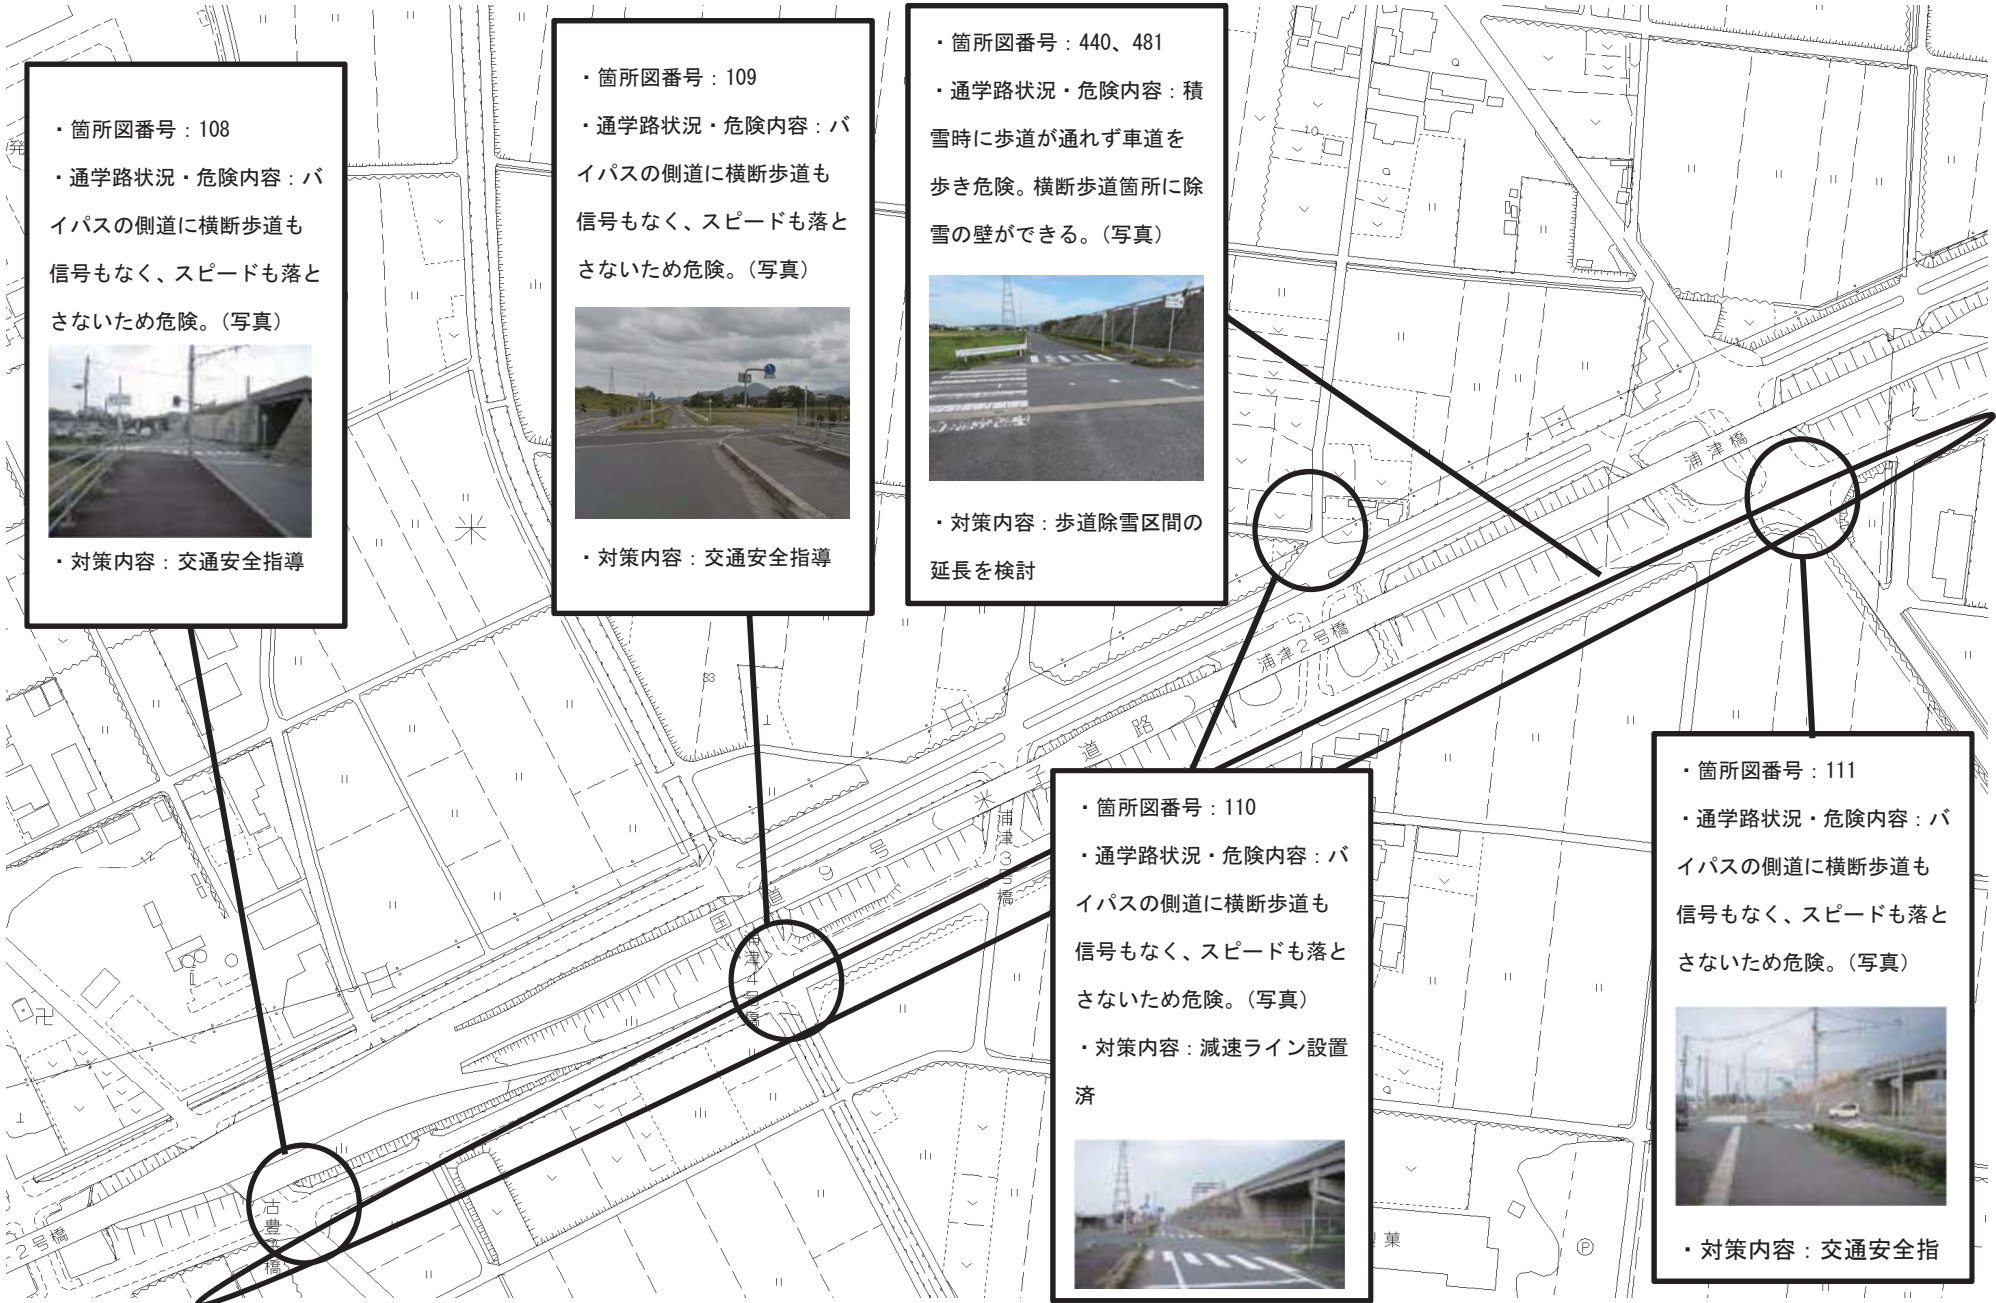 ・箇所図番号：108
・通学路状況・危険内容：バ
イパスの側道に横断歩道も
信号もなく、スピードも落と
さないため危険。（写真）
・対策内容：交通安全指導
・箇所図番号：109
・通学路状況・危険内容：バ
イパスの側道に横断歩道も
信号もなく、スピードも落と
さないため危険。（写真）
・対策内容：交通安全指導
・箇所図番号：440、481
・通学路状況・危険内容：積
雪時に歩道が通れず車道を
歩き危険。横断歩道箇所に除
雪の壁ができる。（写真）
・対策内容：歩道除雪区間の
延長を検討
・箇所図番号：110
・通学路状況・危険内容：バ
イパスの側道に横断歩道も
信号もなく、スピードも落と
さないため危険。（写真）
・対策内容：減速ライン設置
済
・箇所図番号：111
・通学路状況・危険内容：バ
イパスの側道に横断歩道も
信号もなく、スピードも落と
さないため危険。（写真）
・対策内容：交通安全指
浦津橋
浦津2号橋
浦津3号橋
浦津4号橋
国道9号
米子道路
2号橋
米
発
10
33
12
菓
P